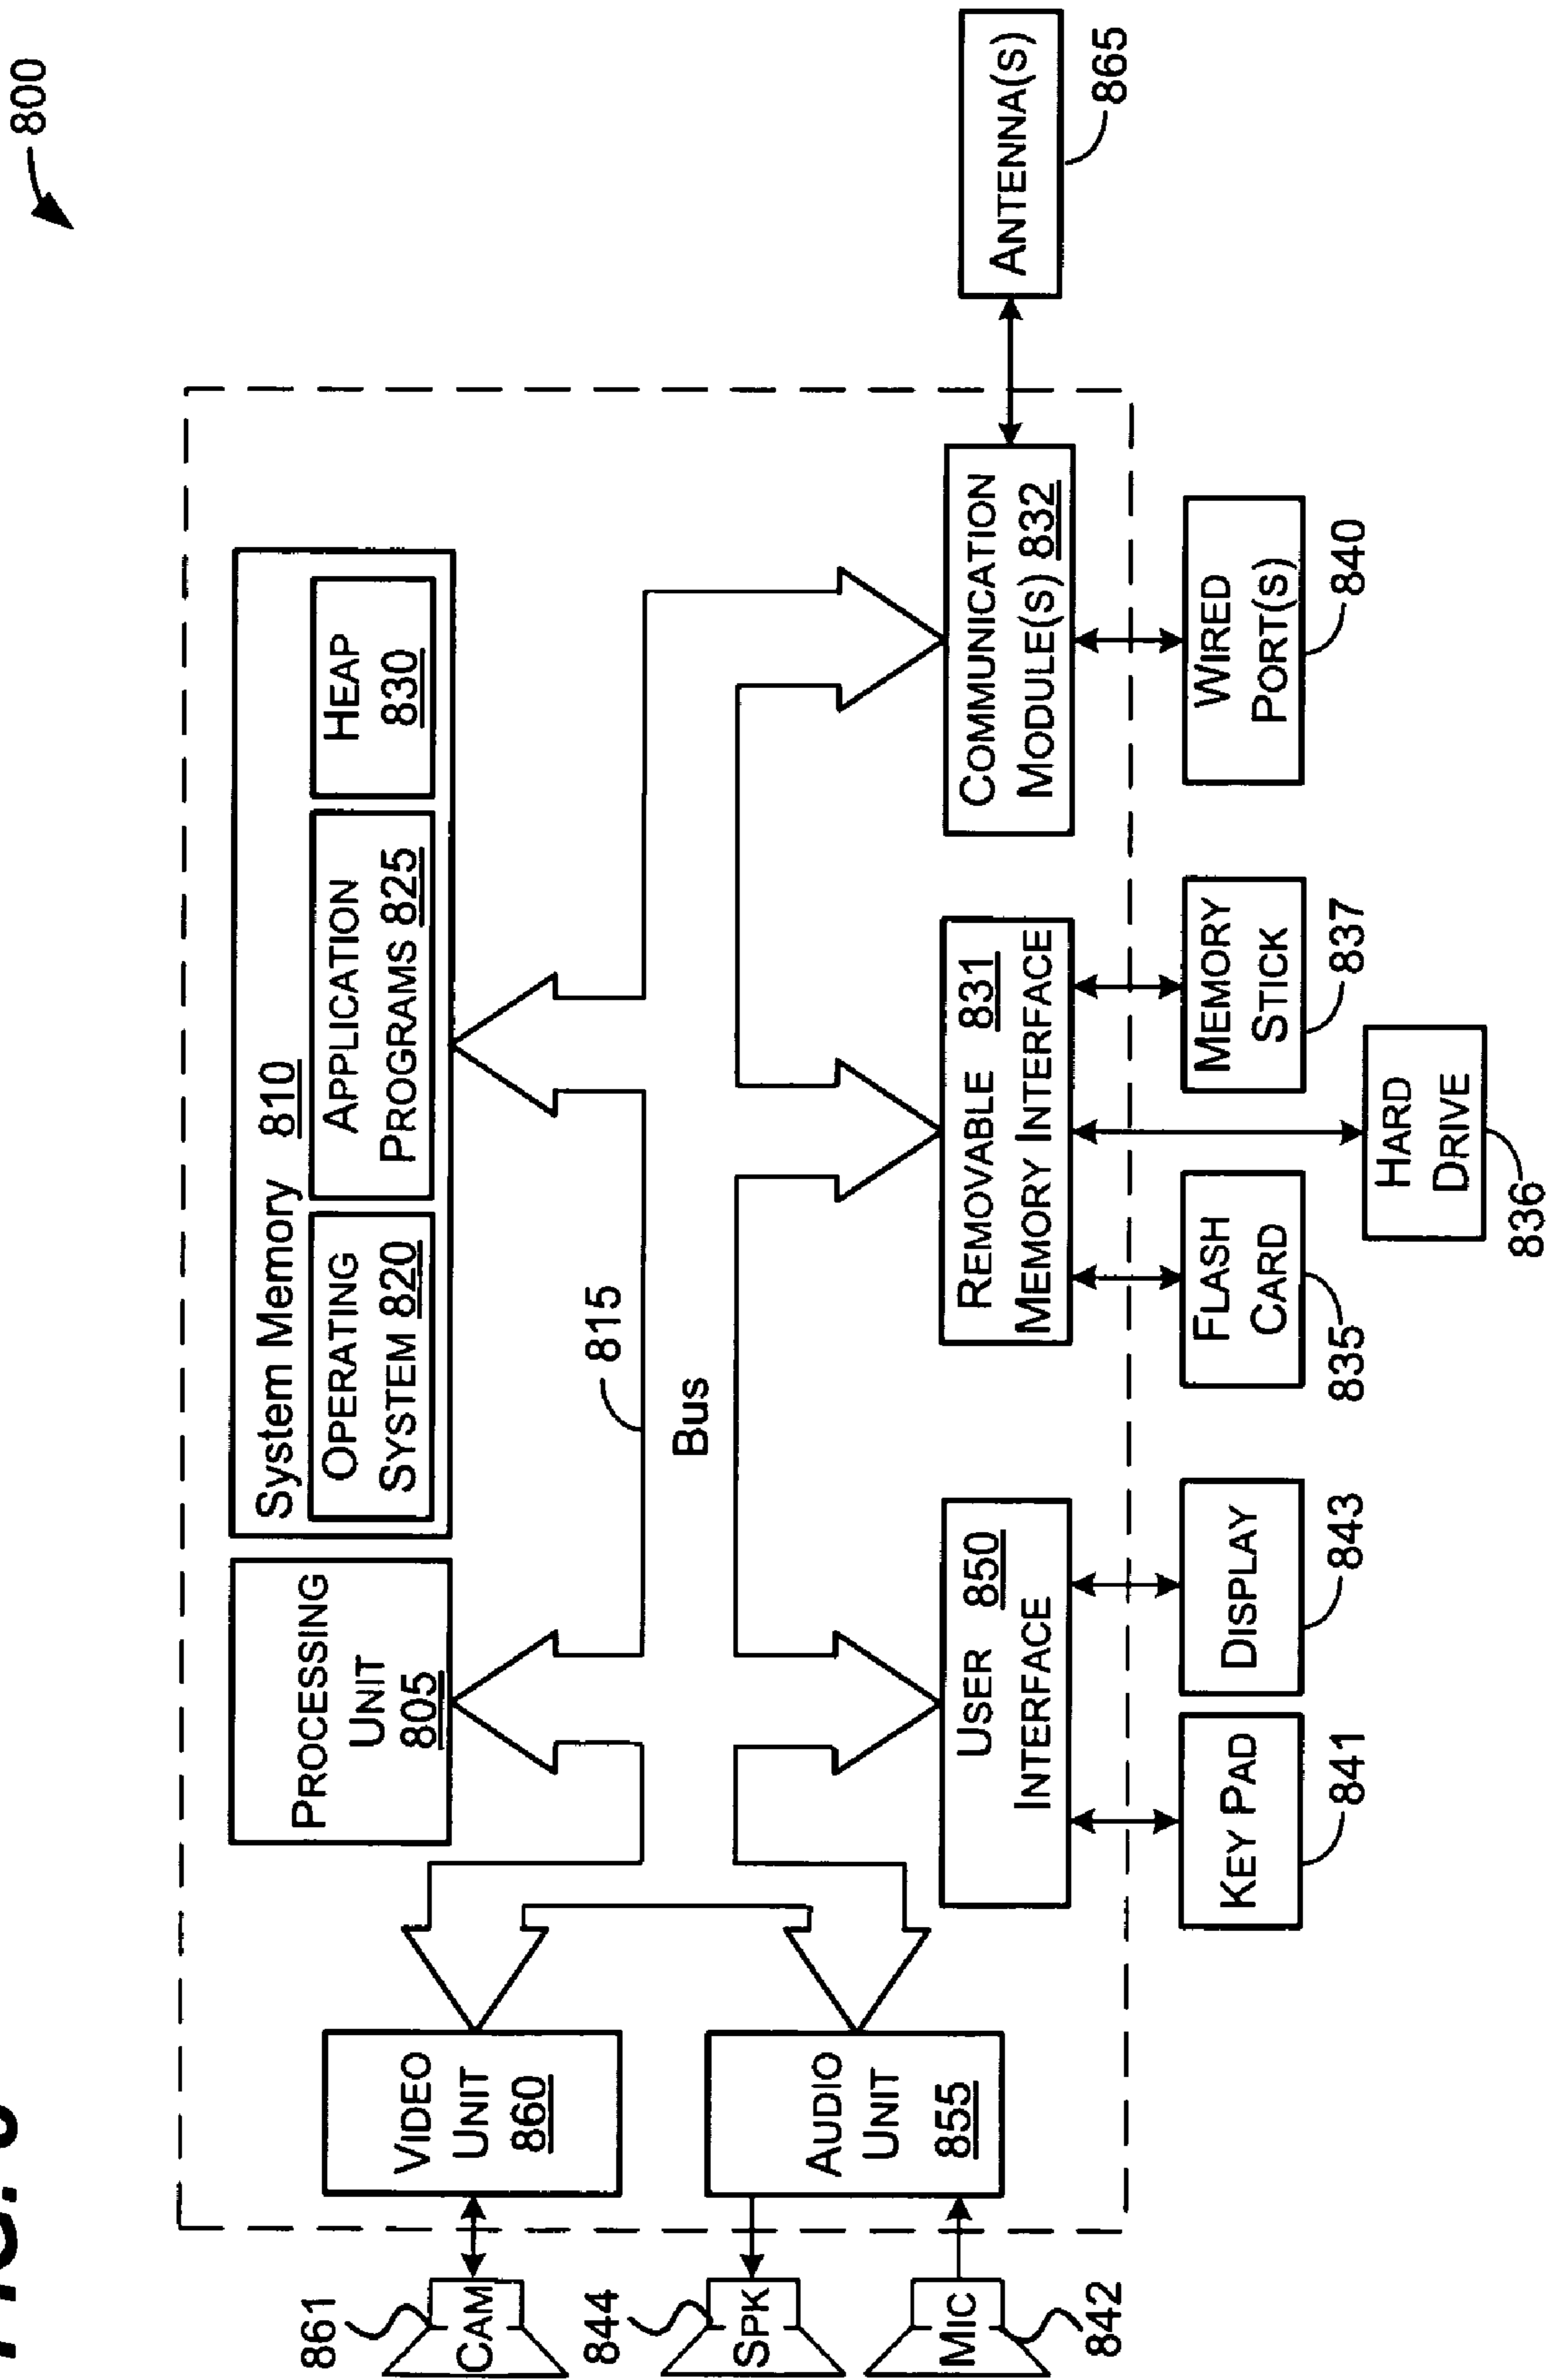 800
PROCESSING
UNIT
805
System Memory 810
OPERATING
SYSTEM 820
APPLICATION
PROGRAMS 825
HEAP
830
861
CAM
VIDEO
UNIT
860
815
Bus
844
SPK
MIC
842
AUDIO
UNIT
855
USER 850
INTERFACE
REMOVABLE 831
MEMORY INTERFACE
COMMUNICATION
MODULE(S) 832
ANTENNA(S)
865
KEY PAD
841
DISPLAY
843
FLASH
CARD
835
MEMORY
STICK
837
WIRED
PORT(S)
840
HARD
DRIVE
836